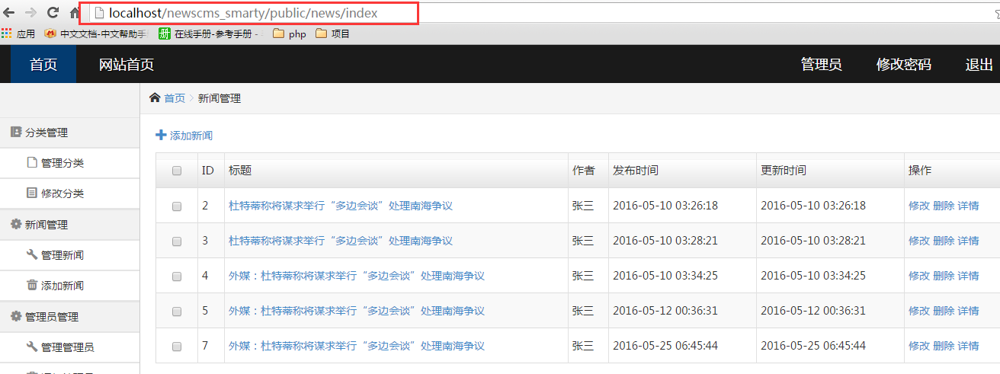 localhost/newscms_smarty/public/news/index
应用 中文文档-中文帮助手 在线手册-参考手册 - php 项目
首页 网站首页 管理员 修改密码 退出
首页 > 新闻管理
分类管理
管理分类
修改分类
新闻管理
管理新闻
添加新闻
管理员管理
管理管理员
添加新闻
ID 标题 作者 发布时间 更新时间 操作
2 杜特蒂称将谋求举行“多边会谈”处理南海争议 张三 2016-05-10 03:26:18 2016-05-10 03:26:18 修改 删除 详情
3 杜特蒂称将谋求举行“多边会谈”处理南海争议 张三 2016-05-10 03:28:21 2016-05-10 03:28:21 修改 删除 详情
4 外媒：杜特蒂称将谋求举行“多边会谈”处理南海争议 张三 2016-05-10 03:34:25 2016-05-10 03:34:25 修改 删除 详情
5 外媒：杜特蒂称将谋求举行“多边会谈”处理南海争议 张三 2016-05-12 00:36:31 2016-05-12 00:36:31 修改 删除 详情
7 外媒：杜特蒂称将谋求举行“多边会谈”处理南海争议 张三 2016-05-25 06:45:44 2016-05-25 06:45:44 修改 删除 详情